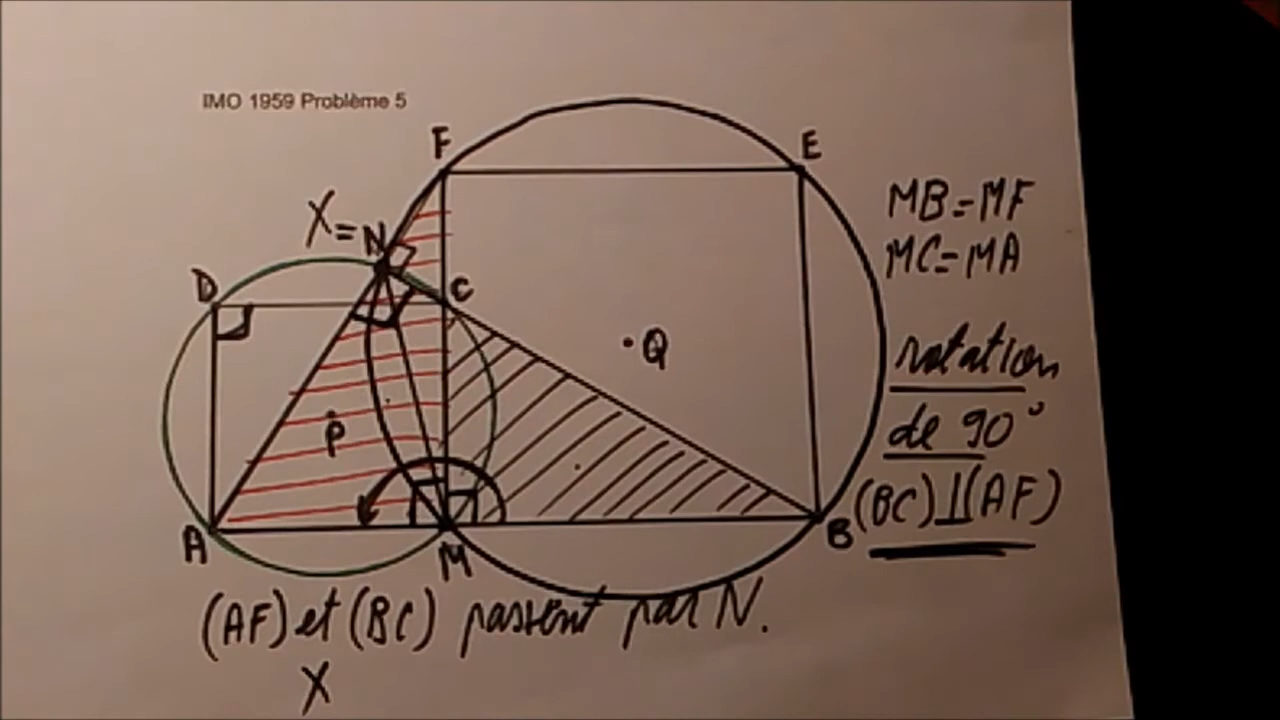 IMO 1959 Problème 5
F
E
X = N
D
C
Q
P
A
M
B
MB = MF
MC = MA
rotation
de 90°
(BC)⊥(AF)
(AF) et (BC) passent par N.
X